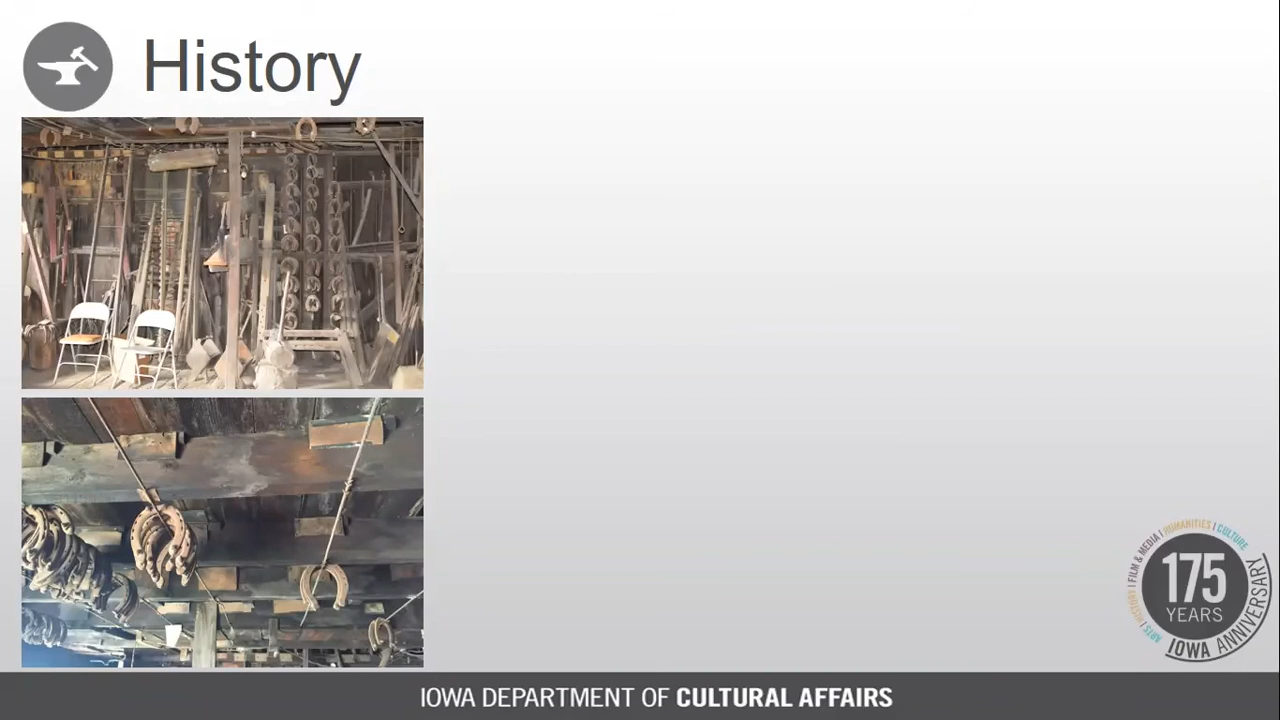 History
ARTS | HISTORY | FILM & MEDIA | HUMANITIES | CULTURE
175
YEARS
IOWA ANNIVERSARY
IOWA DEPARTMENT OF CULTURAL AFFAIRS